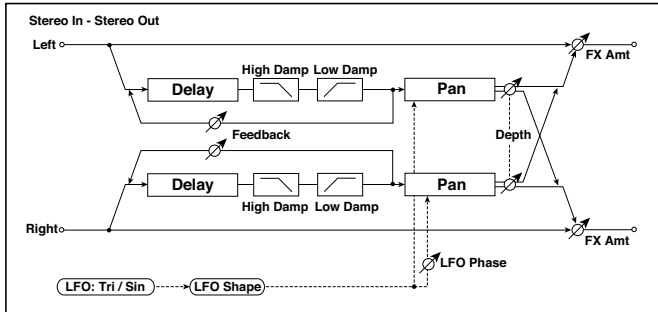 Stereo In - Stereo Out
Left
FX Amt
High Damp Low Damp
Delay
Pan
Feedback
Depth
Delay
Pan
High Damp Low Damp
Right
FX Amt
LFO Phase
LFO: Tri / Sin
LFO Shape